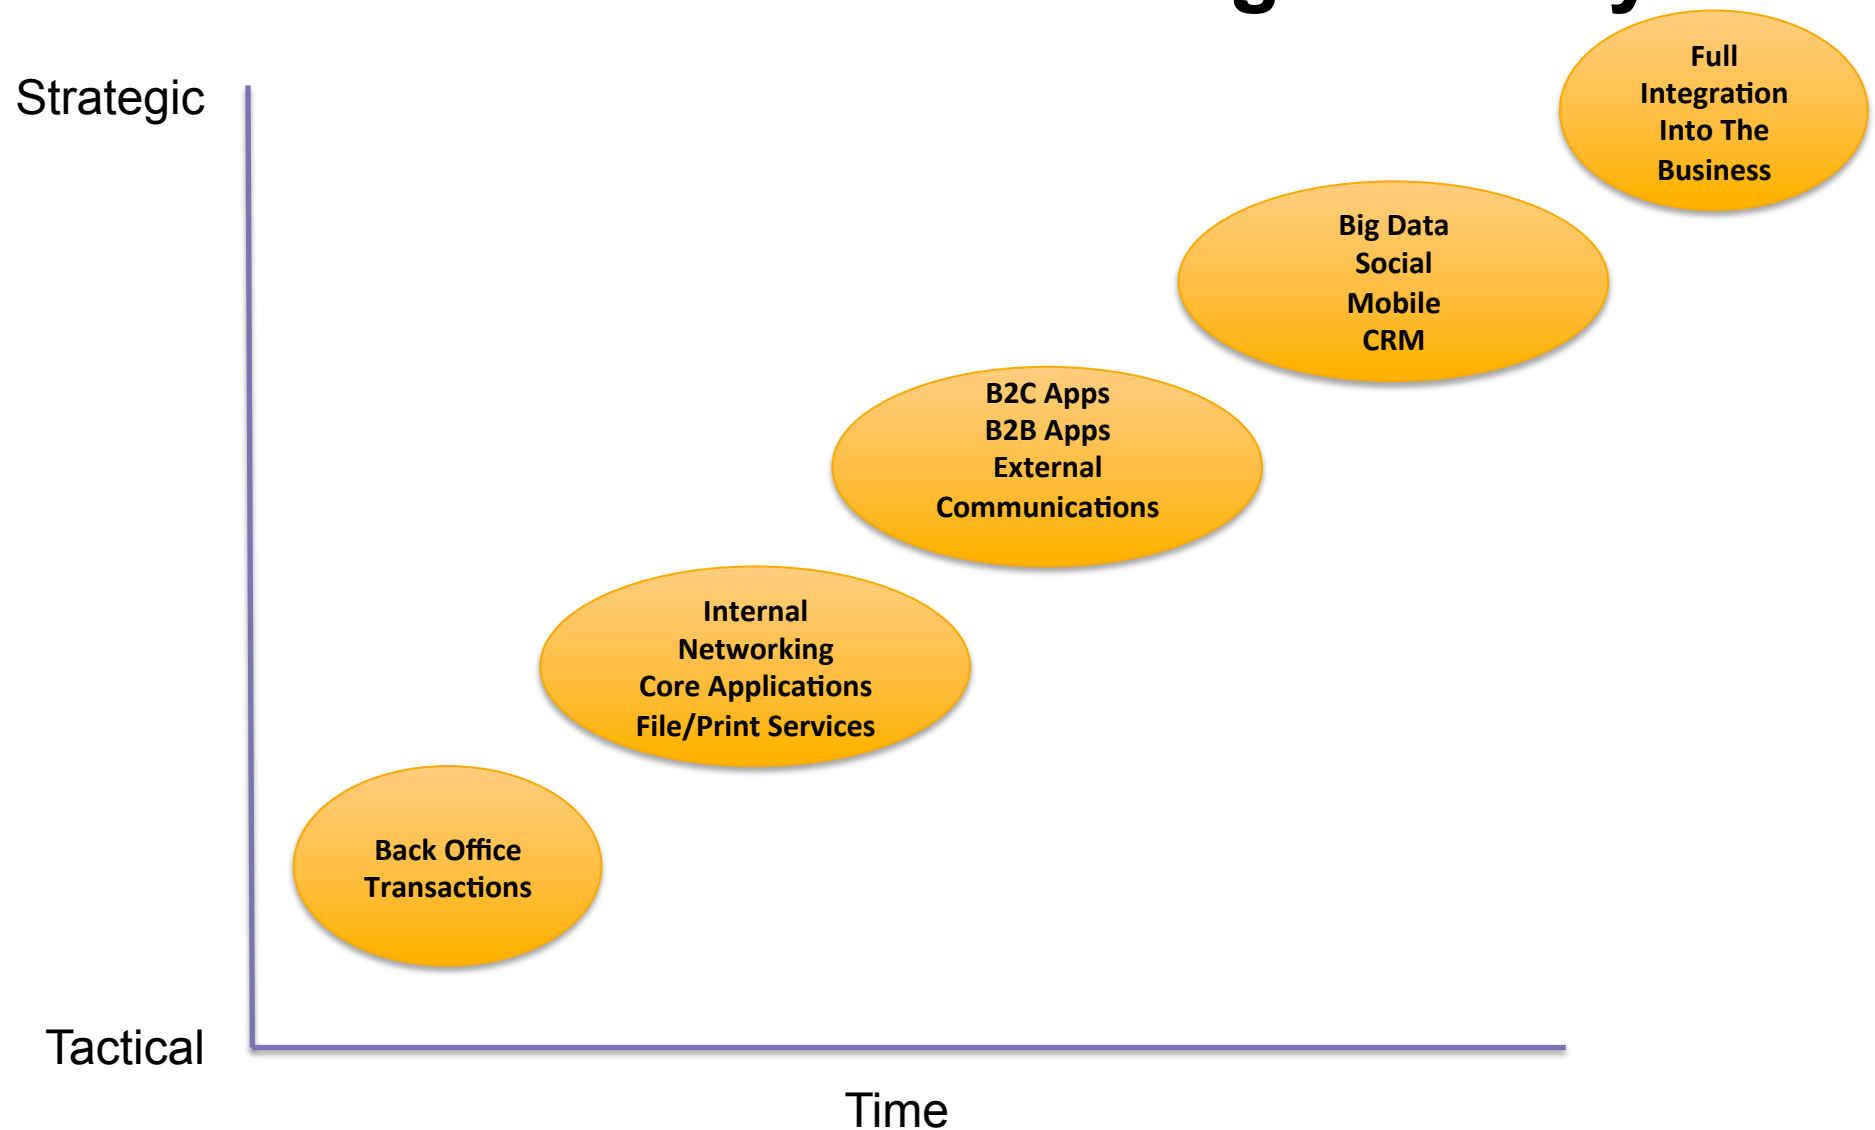 Strategic
Full
Integration
Into The
Business
Big Data
Social
Mobile
CRM
B2C Apps
B2B Apps
External
Communications
Internal
Networking
Core Applications
File/Print Services
Back Office
Transactions
Tactical
Time